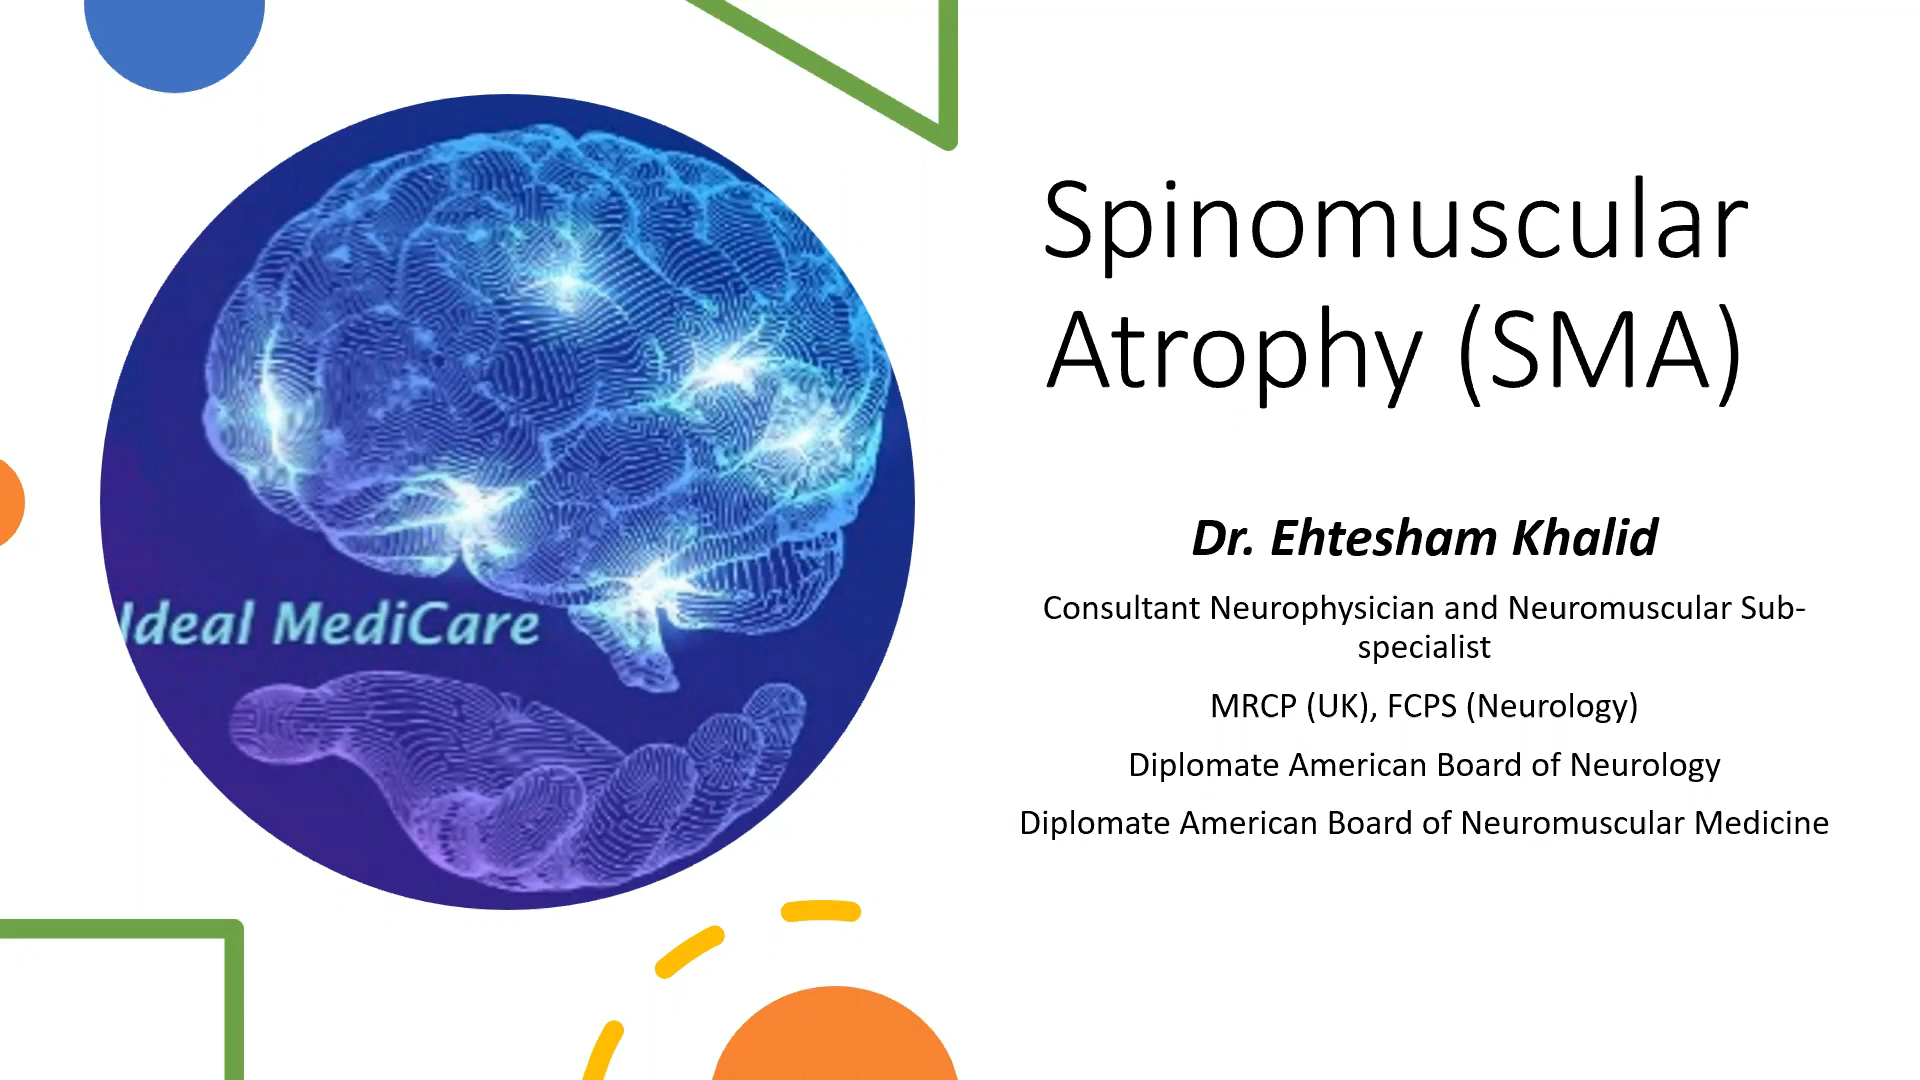 Spinomuscular
Atrophy (SMA)
Dr. Ehtesham Khalid
Consultant Neurophysician and Neuromuscular Sub-
specialist
MRCP (UK), FCPS (Neurology)
Diplomate American Board of Neurology
Diplomate American Board of Neuromuscular Medicine
Ideal MediCare